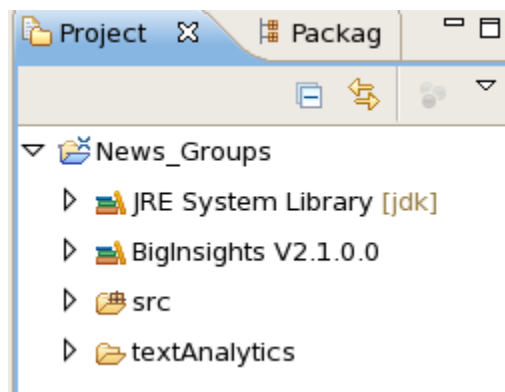 Project Packag
News_Groups
JRE System Library [jdk]
BigInsights V2.1.0.0
src
textAnalytics